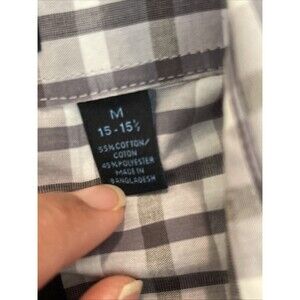 M
15-15½
55%COTTON/
COTON
45%POLYESTER
MADE IN
BANGLADESH